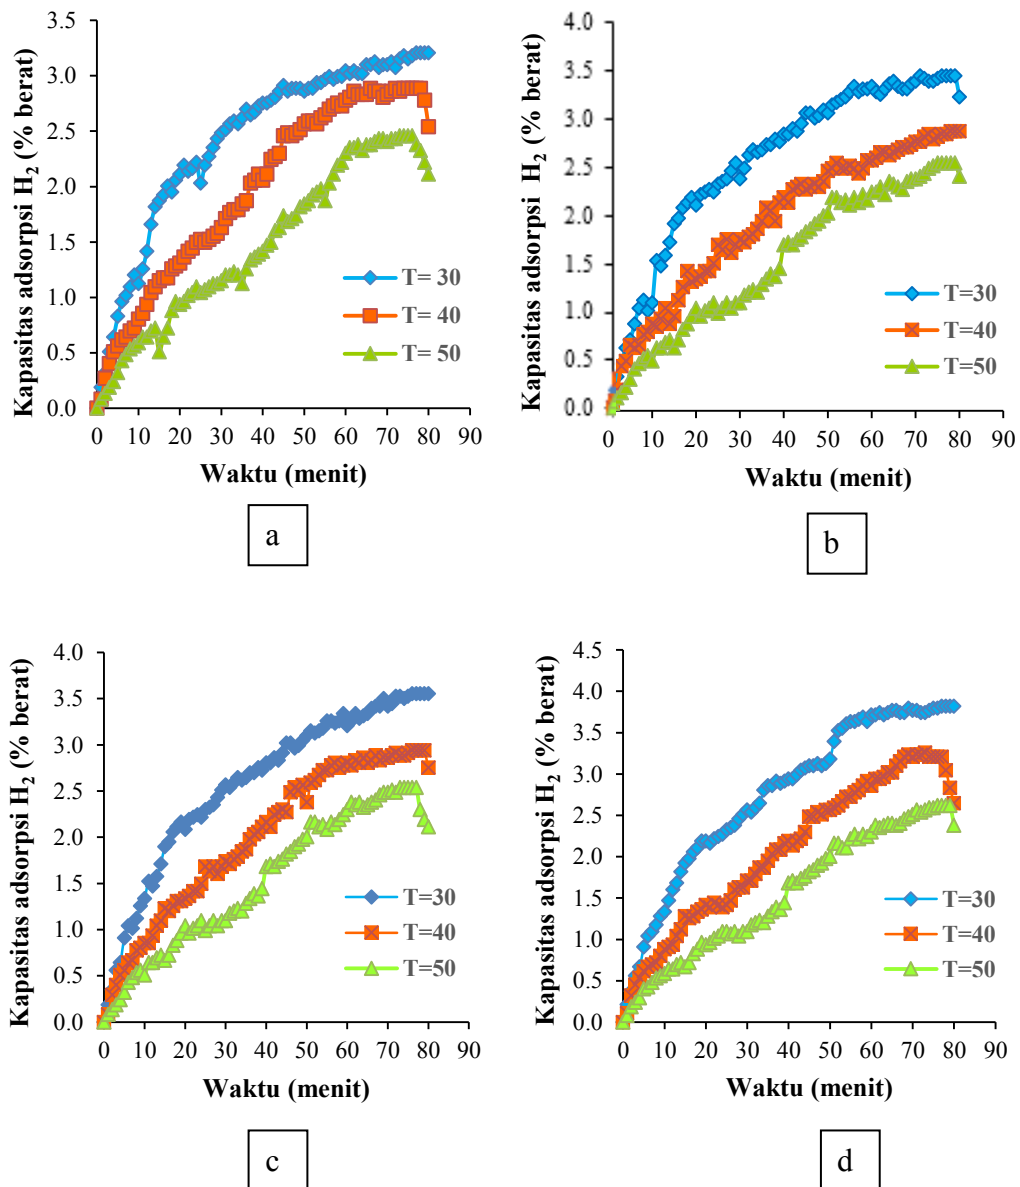 Kapasitas adsorpsi H₂ (% berat)
3.5
3.0
2.5
2.0
1.5
1.0
0.5
0.0
T= 30
T= 40
T= 50
0 10 20 30 40 50 60 70 80 90
Waktu (menit)
a
Kapasitas adsorpsi H₂ (% berat)
4.0
3.5
3.0
2.5
2.0
1.5
1.0
0.5
0.0
T=30
T=40
T=50
0 10 20 30 40 50 60 70 80 90
Waktu (menit)
b
Kapasitas adsorpsi H₂ (% berat)
4.0
3.5
3.0
2.5
2.0
1.5
1.0
0.5
0.0
T=30
T=40
T=50
0 10 20 30 40 50 60 70 80 90
Waktu (menit)
c
Kapasitas adsorpsi H₂ (% berat)
4.5
4.0
3.5
3.0
2.5
2.0
1.5
1.0
0.5
0.0
T=30
T=40
T=50
0 10 20 30 40 50 60 70 80 90
Waktu (menit)
d